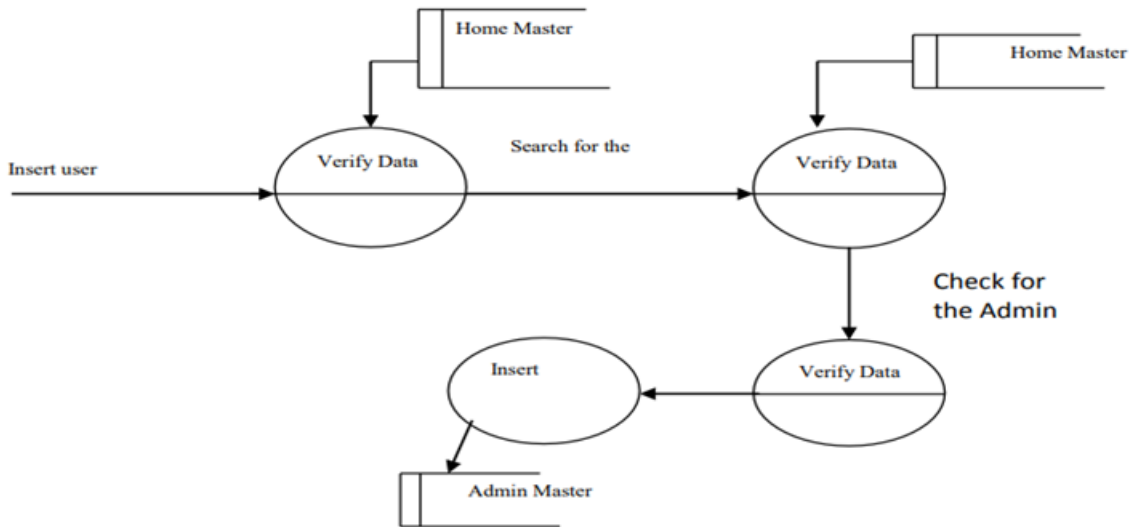 Home Master
Home Master
Insert user
Verify Data
Search for the
Verify Data
Check for
the Admin
Insert
Verify Data
Admin Master